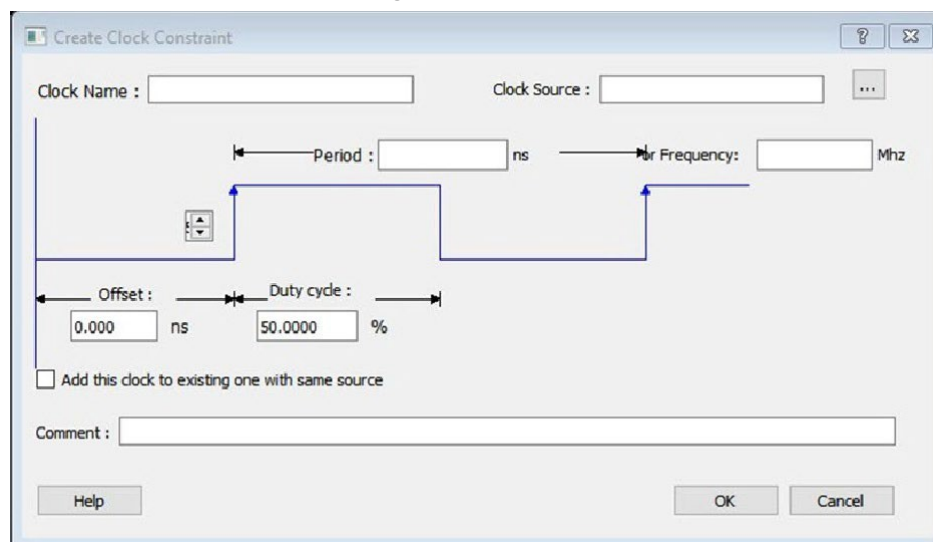 Create Clock Constraint
Clock Name : Clock Source : ...
Period : ns or Frequency: Mhz
Offset : Duty cycle :
0.000 ns 50.0000 %
Add this clock to existing one with same source
Comment :
Help OK Cancel